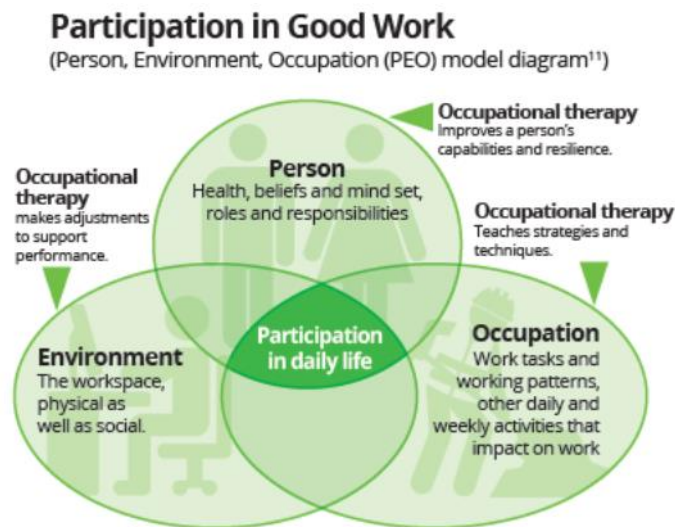 Participation in Good Work
(Person, Environment, Occupation (PEO) model diagram¹¹)
Occupational therapy
Improves a person's
capabilities and resilience.
Person
Health, beliefs and mind set,
roles and responsibilities
Occupational
therapy
makes adjustments
to support
performance.
Occupational therapy
Teaches strategies and
techniques.
Participation
in daily life
Environment
The workspace,
physical as
well as social.
Occupation
Work tasks and
working patterns,
other daily and
weekly activities that
impact on work